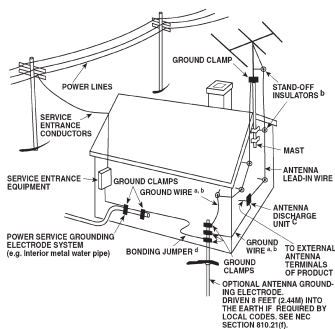 GROUND CLAMP
POWER LINES
STAND-OFF
INSULATORS b
SERVICE
ENTRANCE
CONDUCTORS
MAST
ANTENNA
LEAD-IN WIRE
SERVICE ENTRANCE
EQUIPMENT
GROUND CLAMPS
GROUND WIRE a, b
ANTENNA
DISCHARGE
UNIT C
POWER SERVICE GROUNDING
ELECTRODE SYSTEM
(e.g. Interior metal water pipe)
BONDING JUMPER d
GROUND
WIRE a, b
TO EXTERNAL
ANTENNA
TERMINALS
OF PRODUCT
GROUND
CLAMPS
OPTIONAL ANTENNA GROUND-
ING ELECTRODE.
DRIVEN 8 FEET (2.44M) INTO
THE EARTH IF REQUIRED BY
LOCAL CODES. SEE NEC
SECTION 810.21(f).